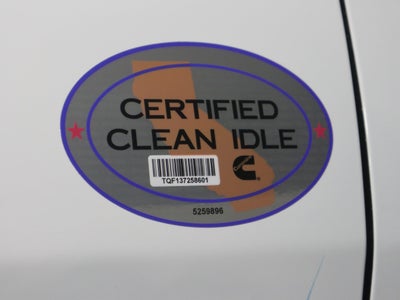 CERTIFIED
CLEAN IDLE
TQF137258601
5259896